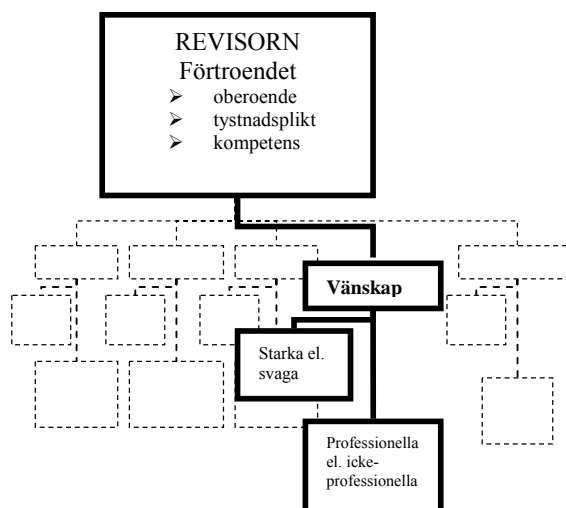 REVISORN
Förtroendet
➢ oberoende
➢ tystnadsplikt
➢ kompetens
Vänskap
Starka el.
svaga
Professionella
el. icke-
professionella